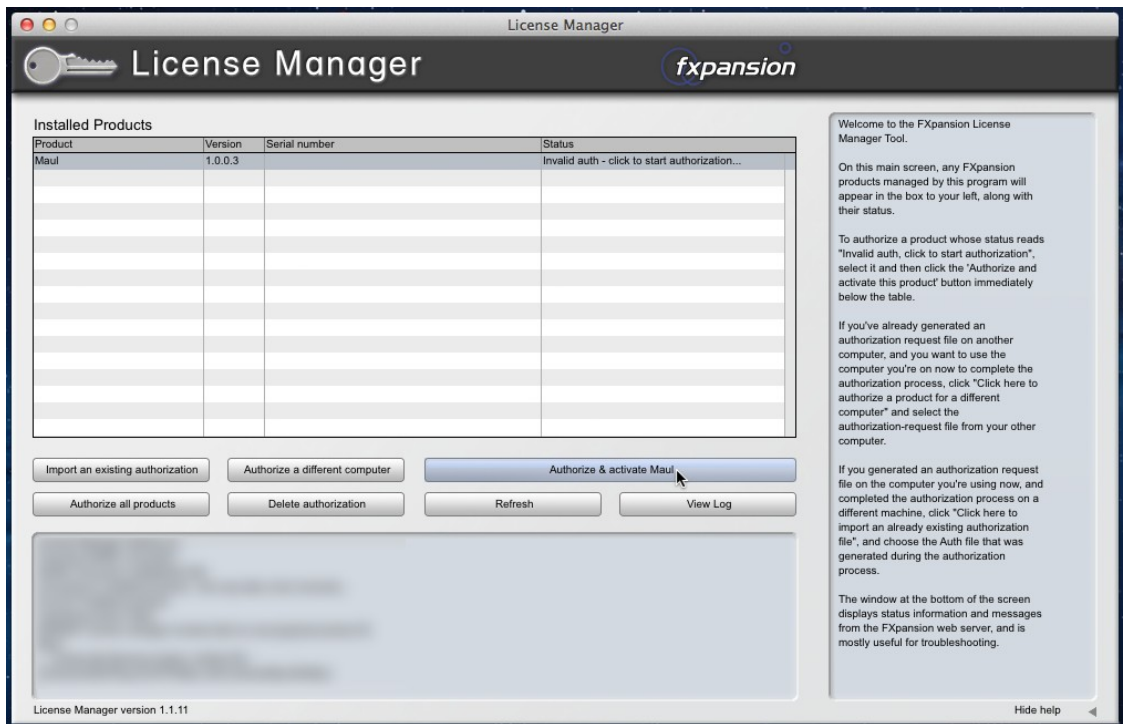 License Manager
License Manager
fxpansion
Installed Products
Product Version Serial number Status
Maul 1.0.0.3 Invalid auth - click to start authorization...
Import an existing authorization
Authorize a different computer
Authorize & activate Maul
Authorize all products
Delete authorization
Refresh
View Log
License Manager version 1.1.11
Welcome to the FXpansion License
Manager Tool.
On this main screen, any FXpansion
products managed by this program will
appear in the box to your left, along with
their status.
To authorize a product whose status reads
"Invalid auth, click to start authorization",
select it and then click the 'Authorize and
activate this product' button immediately
below the table.
If you've already generated an
authorization request file on another
computer, and you want to use the
computer you're on now to complete the
authorization process, click "Click here to
authorize a product for a different
computer" and select the
authorization-request file from your other
computer.
If you generated an authorization request
file on the computer you're using now, and
completed the authorization process on a
different machine, click "Click here to
import an already existing authorization
file", and choose the Auth file that was
generated during the authorization
process.
The window at the bottom of the screen
displays status information and messages
from the FXpansion web server, and is
mostly useful for troubleshooting.
Hide help